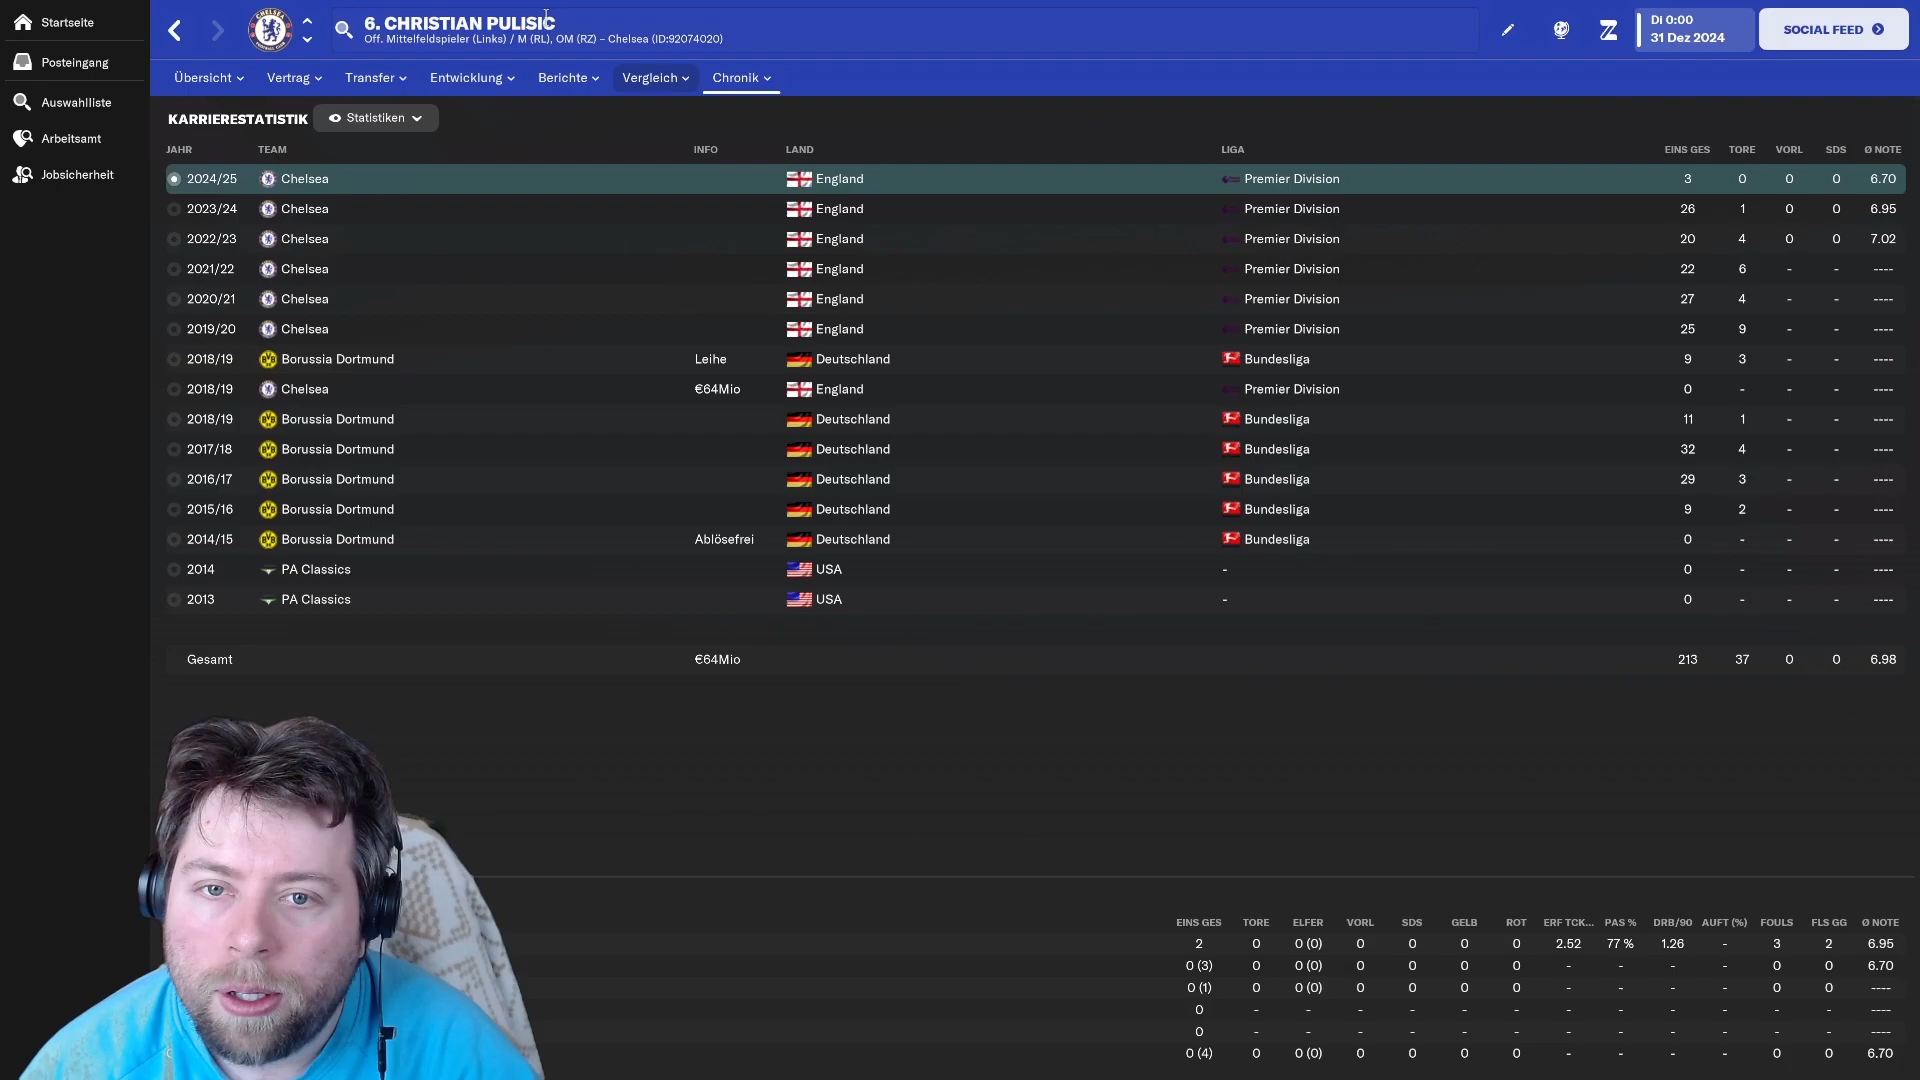 Startseite
Posteingang
Auswahlliste
Arbeitsamt
Jobsicherheit
6. CHRISTIAN PULISIC
Off. Mittelfeldspieler (Links) / M (RL), OM (RZ) – Chelsea (ID:92074020)
Di 0:00
31 Dez 2024
SOCIAL FEED
Übersicht Vertrag Transfer Entwicklung Berichte Vergleich Chronik
KARRIERESTATISTIK Statistiken
JAHR TEAM INFO LAND LIGA EINS GES TORE VORL SDS Ø NOTE
2024/25 Chelsea England Premier Division 3 0 0 0 6.70
2023/24 Chelsea England Premier Division 26 1 0 0 6.95
2022/23 Chelsea England Premier Division 20 4 0 0 7.02
2021/22 Chelsea England Premier Division 22 6 - - ----
2020/21 Chelsea England Premier Division 27 4 - - ----
2019/20 Chelsea England Premier Division 25 9 - - ----
2018/19 Borussia Dortmund Leihe Deutschland Bundesliga 9 3 - - ----
2018/19 Chelsea €64Mio England Premier Division 0 - - - ----
2018/19 Borussia Dortmund Deutschland Bundesliga 11 1 - - ----
2017/18 Borussia Dortmund Deutschland Bundesliga 32 4 - - ----
2016/17 Borussia Dortmund Deutschland Bundesliga 29 3 - - ----
2015/16 Borussia Dortmund Deutschland Bundesliga 9 2 - - ----
2014/15 Borussia Dortmund Ablösefrei Deutschland Bundesliga 0 - - - ----
2014 PA Classics USA - 0 - - - ----
2013 PA Classics USA - 0 - - - ----
Gesamt €64Mio 213 37 0 0 6.98
EINS GES TORE ELFER VORL SDS GELB ROT ERF TCK... PAS % DRB/90 AUFT (%) FOULS FLS GG Ø NOTE
2 0 0 (0) 0 0 0 0 2.52 77 % 1.26 - 3 2 6.95
0 (3) 0 0 (0) 0 0 0 0 - - - - 0 0 6.70
0 (1) 0 0 (0) 0 0 0 0 - - - - 0 0 ----
0 - - - - - - - - - - - - ----
0 - - - - - - - - - - - - ----
0 (4) 0 0 (0) 0 0 0 0 - - - - 0 0 6.70